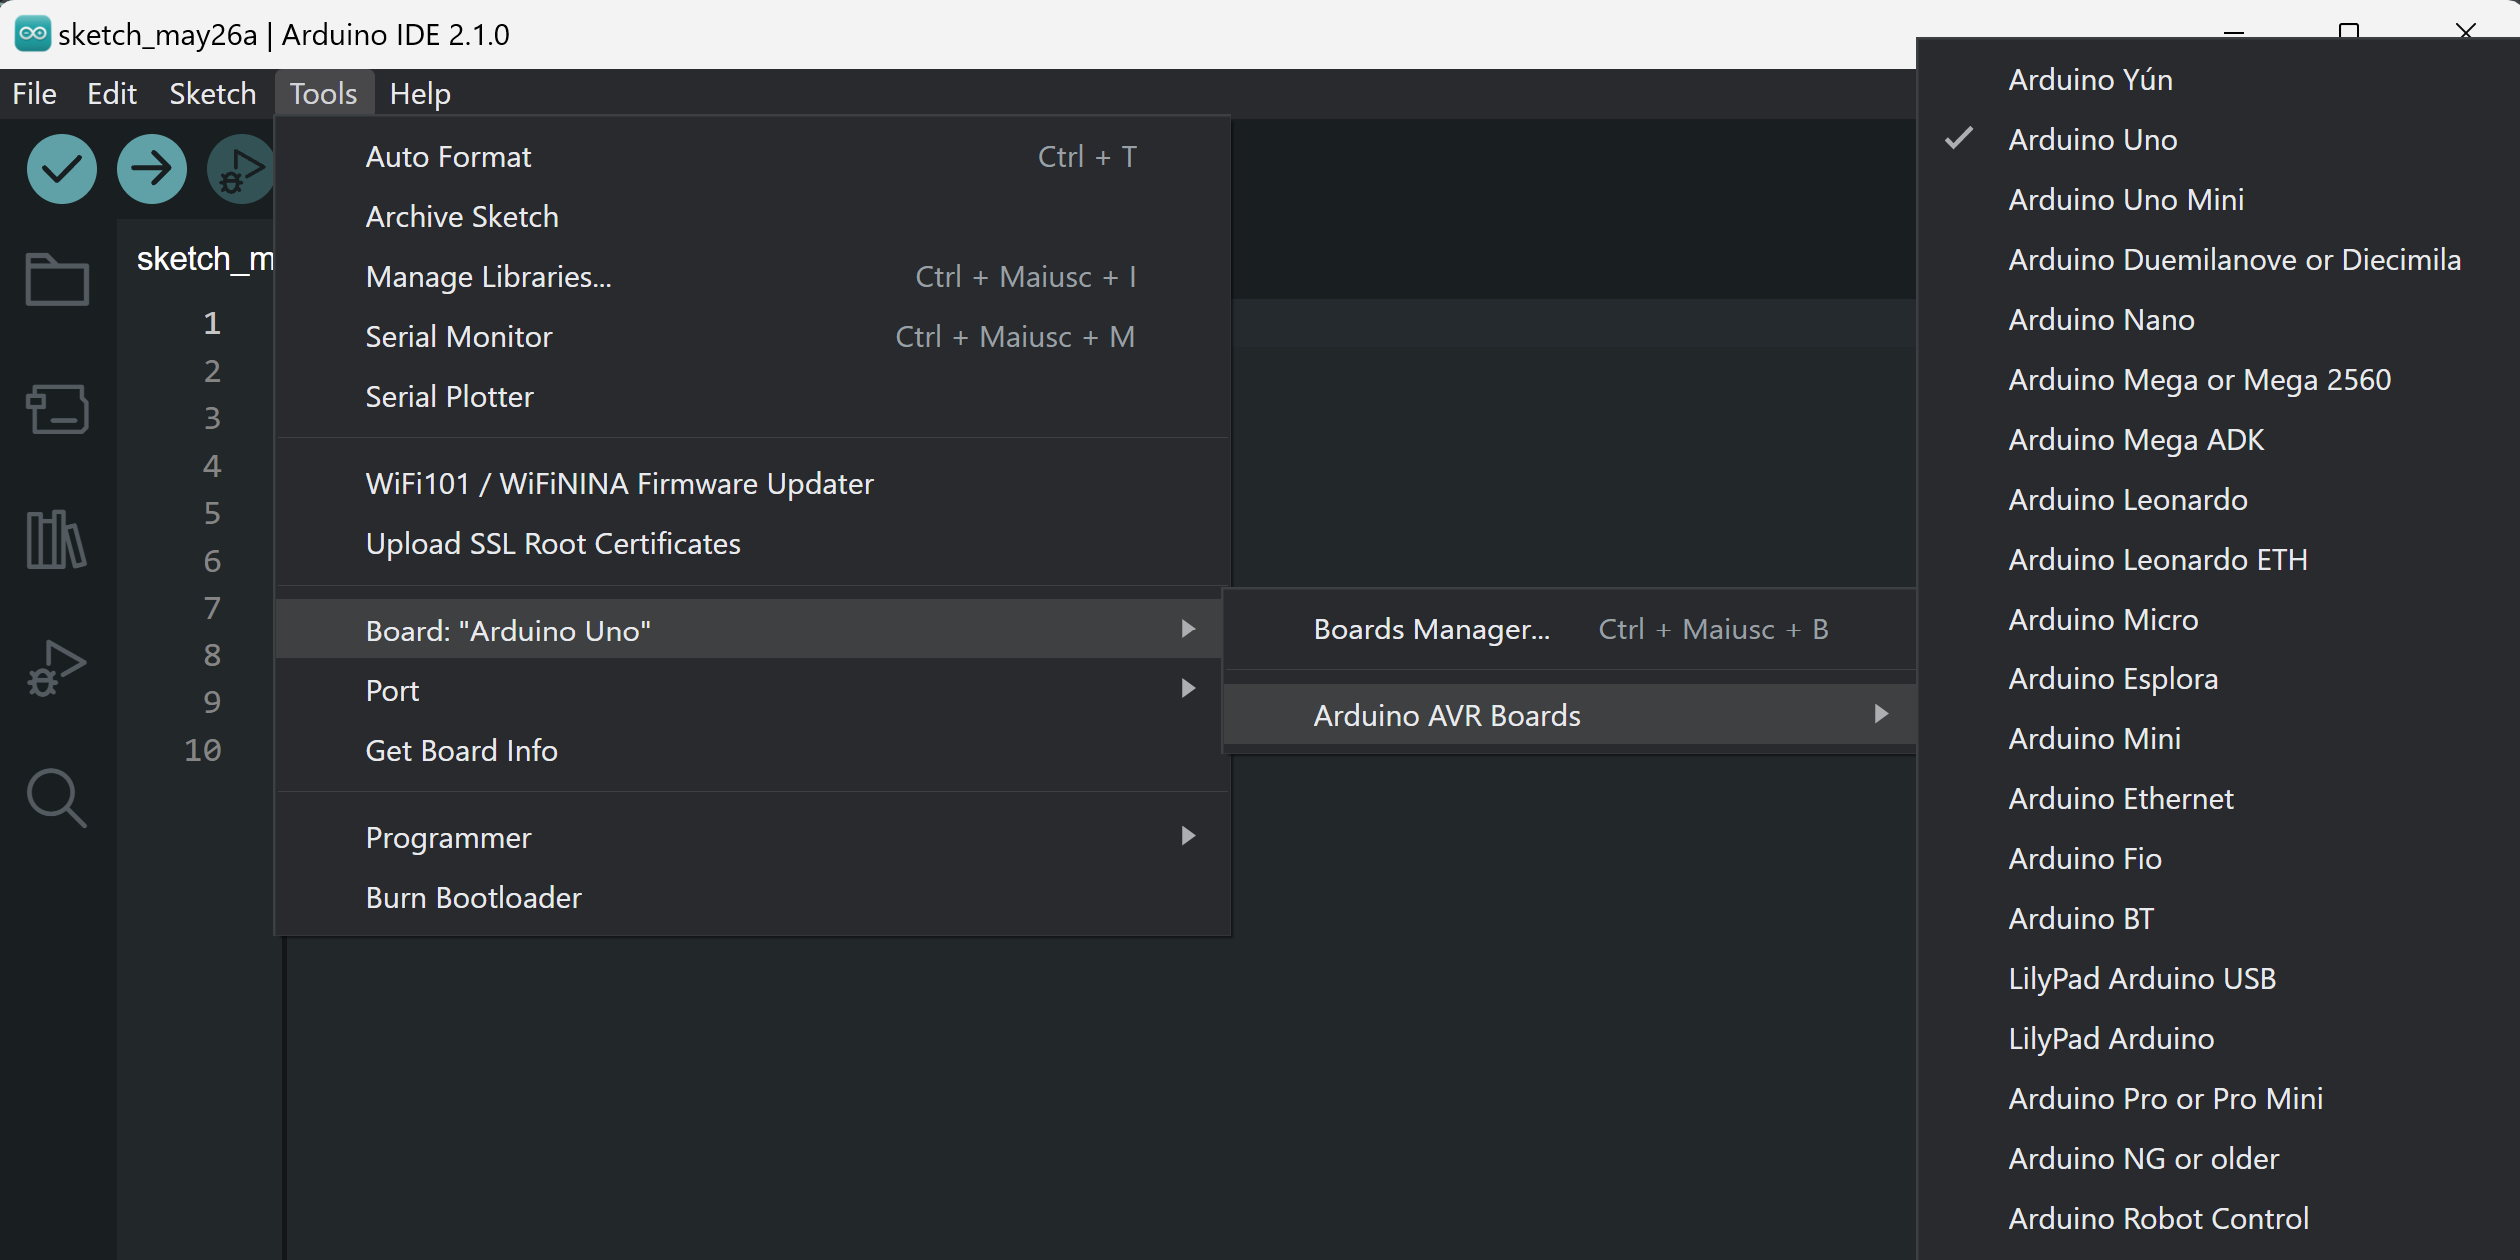 sketch_may26a | Arduino IDE 2.1.0
File Edit Sketch Tools Help
sketch_m
1
2
3
4
5
6
7
8
9
10
Auto Format Ctrl + T
Archive Sketch
Manage Libraries... Ctrl + Maiusc + I
Serial Monitor Ctrl + Maiusc + M
Serial Plotter
WiFi101 / WiFiNINA Firmware Updater
Upload SSL Root Certificates
Board: "Arduino Uno"
Port
Get Board Info
Programmer
Burn Bootloader
Boards Manager... Ctrl + Maiusc + B
Arduino AVR Boards
Arduino Yún
Arduino Uno
Arduino Uno Mini
Arduino Duemilanove or Diecimila
Arduino Nano
Arduino Mega or Mega 2560
Arduino Mega ADK
Arduino Leonardo
Arduino Leonardo ETH
Arduino Micro
Arduino Esplora
Arduino Mini
Arduino Ethernet
Arduino Fio
Arduino BT
LilyPad Arduino USB
LilyPad Arduino
Arduino Pro or Pro Mini
Arduino NG or older
Arduino Robot Control